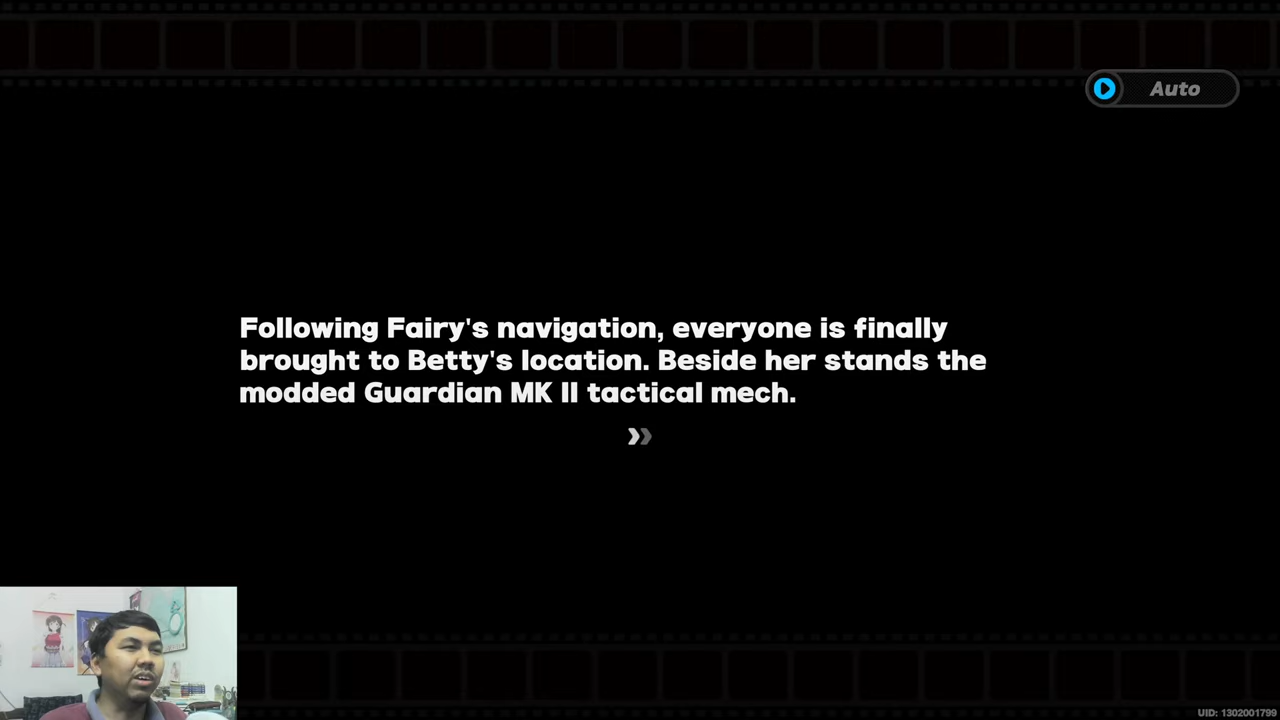 Auto
Following Fairy's navigation, everyone is finally
brought to Betty's location. Beside her stands the
modded Guardian MK II tactical mech.
UID: 1302001799